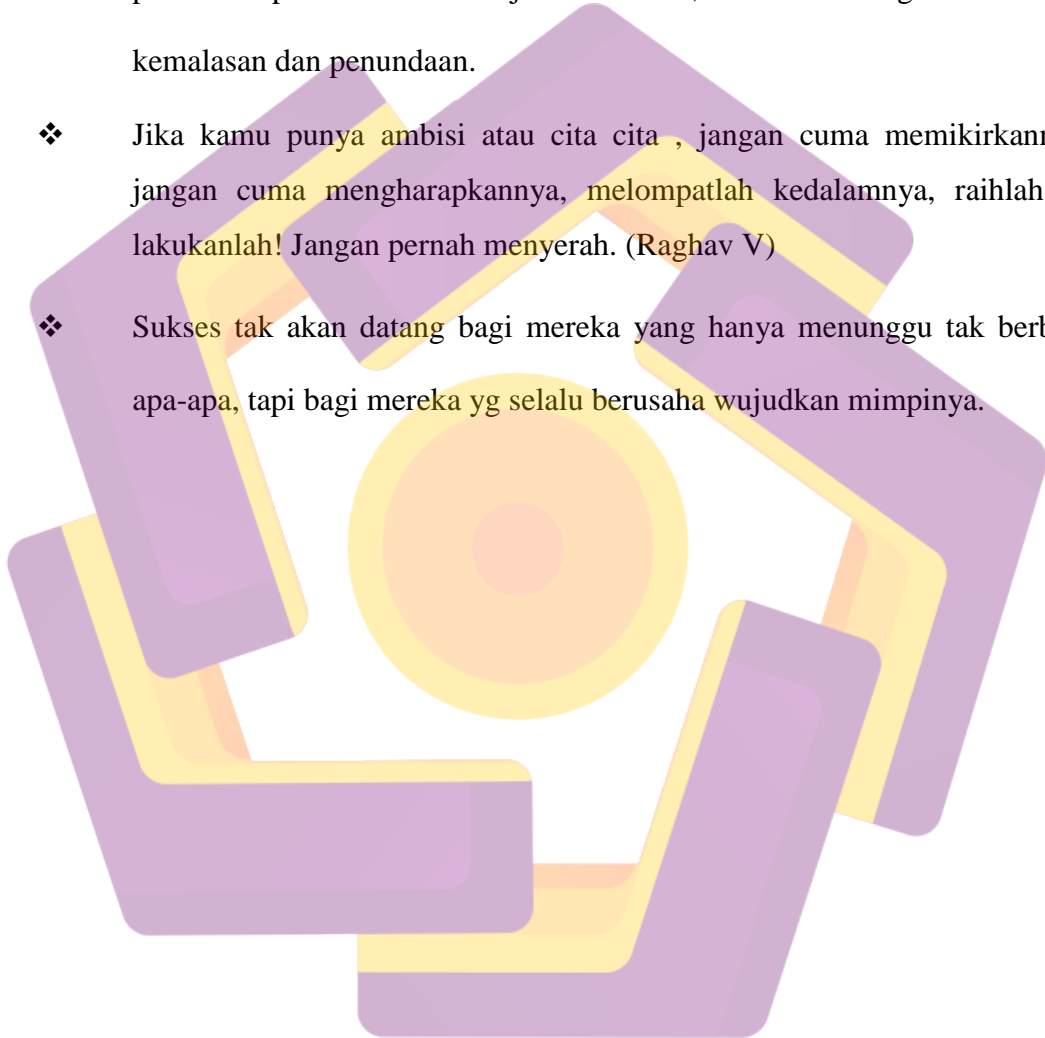 kemalasan dan penundaan.
❖ Jika kamu punya ambisi atau cita cita , jangan cuma
jangan cuma mengharapkannya, melompatlah kedalamnya, raihlah
lakukanlah! Jangan pernah menyerah. (Raghav V)
❖ Sukses tak akan datang bagi mereka yang hanya menunggu tak
apa-apa, tapi bagi mereka yg selalu berusaha wujudkan mimpinya.